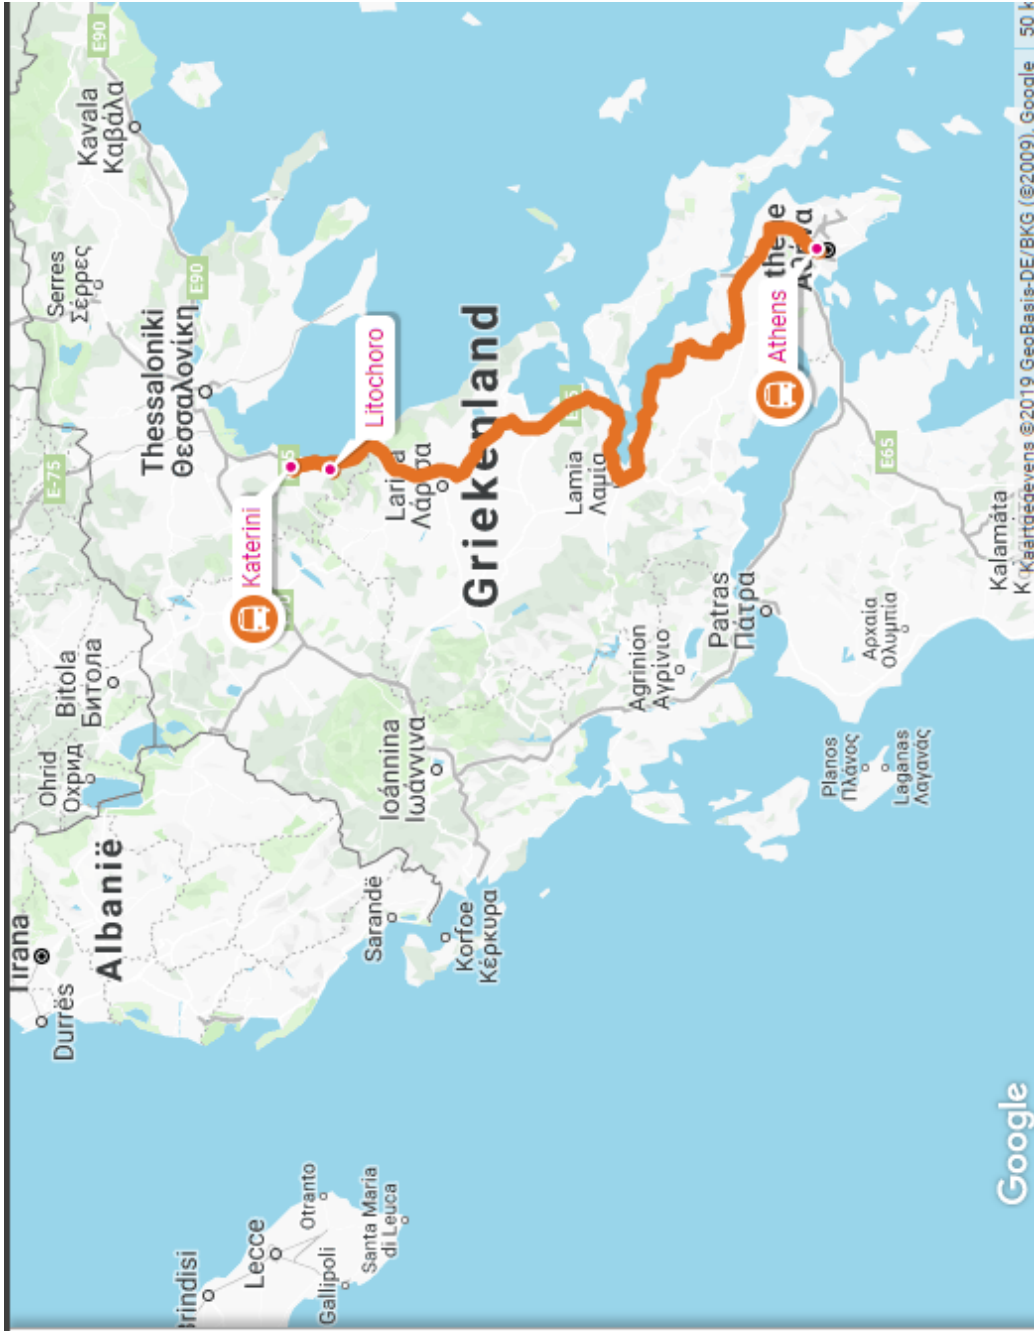 Tirana
Durrës
Albanië
Ohrid
Охрид
Bitola
Битола
Serres
Σέρρες
E-75
E90
Kavala
Καβάλα
Thessaloniki
Θεσσαλονίκη
E90
Brindisi
Lecce
Otranto
Gallipoli
Santa Maria
di Leuca
Katerini
Litochoro
Sarandë
Korfoe
Κέρκυρα
Ioánnina
Ιωάννινα
Griekenland
Lamia
Λαμία
Agrinion
Αγρίνιο
Patras
Πάτρα
Athens
Planos
Πλάνος
Laganas
Λαγανάς
Αρχαία
Ολυμπία
E65
Kalamáta
Google
Kaartgegevens ©2019 GeoBasis-DE/BKG (©2009), Google
50 k